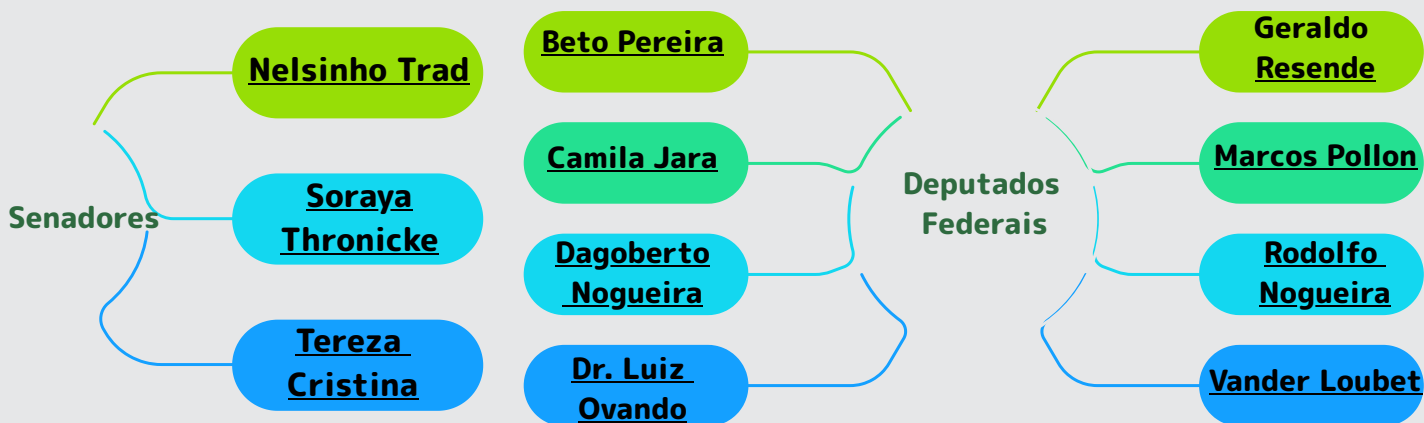 Senadores
Nelsinho Trad
Soraya
Thronicke
Tereza
Cristina
Beto Pereira
Camila Jara
Dagoberto
Nogueira
Dr. Luiz
Ovando
Deputados
Federais
Geraldo
Resende
Marcos Pollon
Rodolfo
Nogueira
Vander Loubet